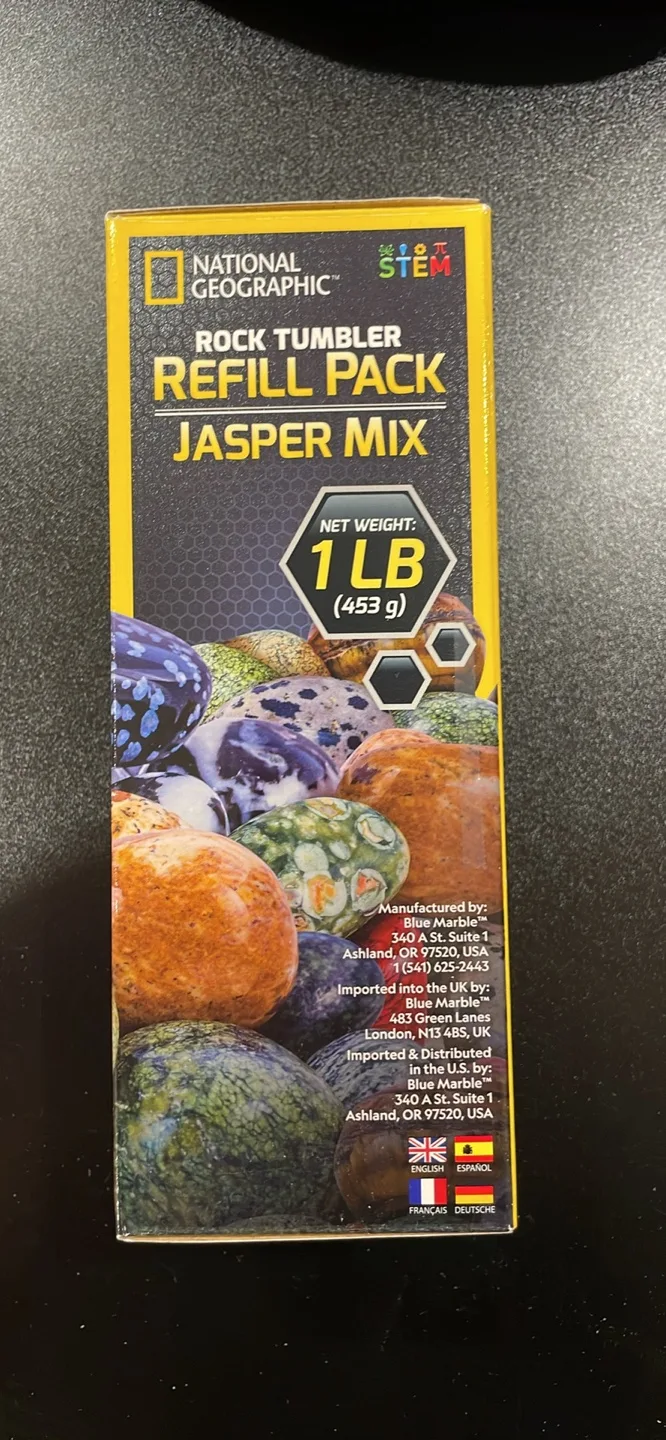 NATIONAL
GEOGRAPHIC™
STEM
ROCK TUMBLER
REFILL PACK
JASPER MIX
NET WEIGHT:
1 LB
(453 g)
Manufactured by:
Blue Marble™
340 A St. Suite 1
Ashland, OR 97520, USA
1 (541) 625-2443
Imported into the UK by:
Blue Marble™
483 Green Lanes
London, N13 4BS, UK
Imported & Distributed
in the U.S. by:
Blue Marble™
340 A St. Suite 1
Ashland, OR 97520, USA
ENGLISH ESPAÑOL
FRANÇAIS DEUTSCHE